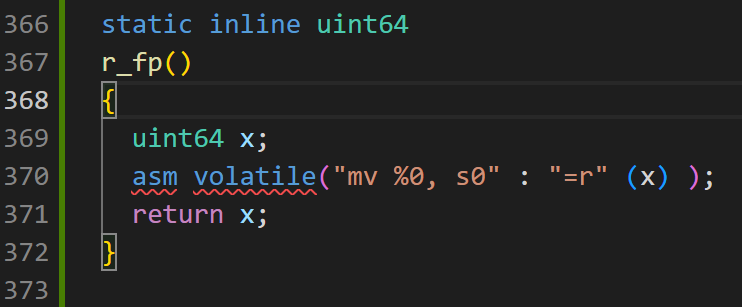 366 static inline uint64
367 r_fp()
368 {
369   uint64 x;
370   asm volatile("mv %0, s0" : "=r" (x) );
371   return x;
372 }
373